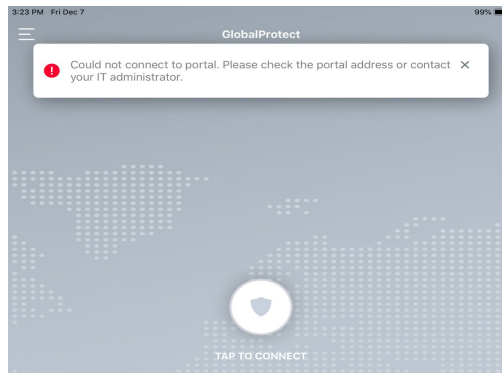 3:23 PM Fri Dec 7
99%
GlobalProtect
Could not connect to portal. Please check the portal address or contact
your IT administrator.
TAP TO CONNECT